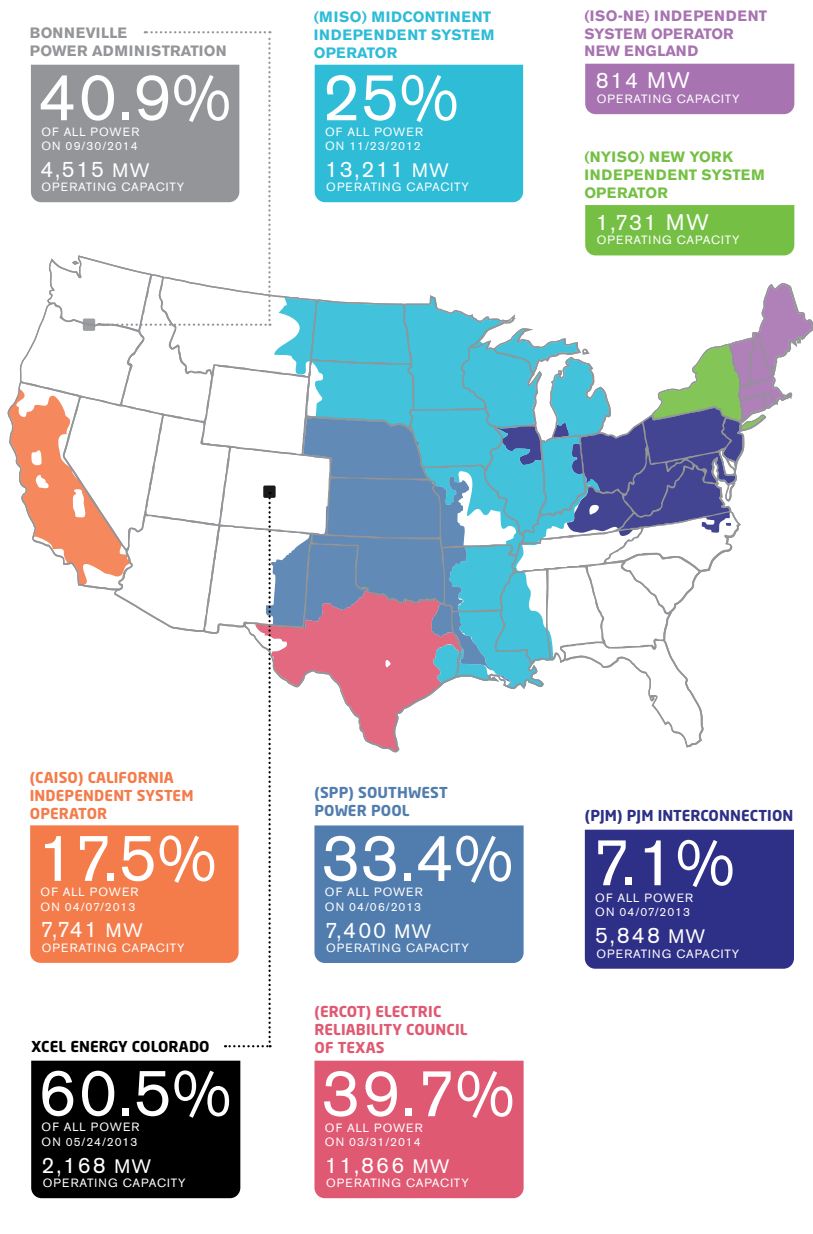 BONNEVILLE
POWER ADMINISTRATION
40.9%
OF ALL POWER
ON 09/30/2014
4,515 MW
OPERATING CAPACITY
(MISO) MIDCONTINENT
INDEPENDENT SYSTEM
OPERATOR
25%
OF ALL POWER
ON 11/23/2012
13,211 MW
OPERATING CAPACITY
(ISO-NE) INDEPENDENT
SYSTEM OPERATOR
NEW ENGLAND
814 MW
OPERATING CAPACITY
(NYISO) NEW YORK
INDEPENDENT SYSTEM
OPERATOR
1,731 MW
OPERATING CAPACITY
(CAISO) CALIFORNIA
INDEPENDENT SYSTEM
OPERATOR
17.5%
OF ALL POWER
ON 04/07/2013
7,741 MW
OPERATING CAPACITY
(SPP) SOUTHWEST
POWER POOL
33.4%
OF ALL POWER
ON 04/06/2013
7,400 MW
OPERATING CAPACITY
(PJM) PJM INTERCONNECTION
7.1%
OF ALL POWER
ON 04/07/2013
5,848 MW
OPERATING CAPACITY
XCEL ENERGY COLORADO
60.5%
OF ALL POWER
ON 05/24/2013
2,168 MW
OPERATING CAPACITY
(ERCOT) ELECTRIC
RELIABILITY COUNCIL
OF TEXAS
39.7%
OF ALL POWER
ON 03/31/2014
11,866 MW
OPERATING CAPACITY